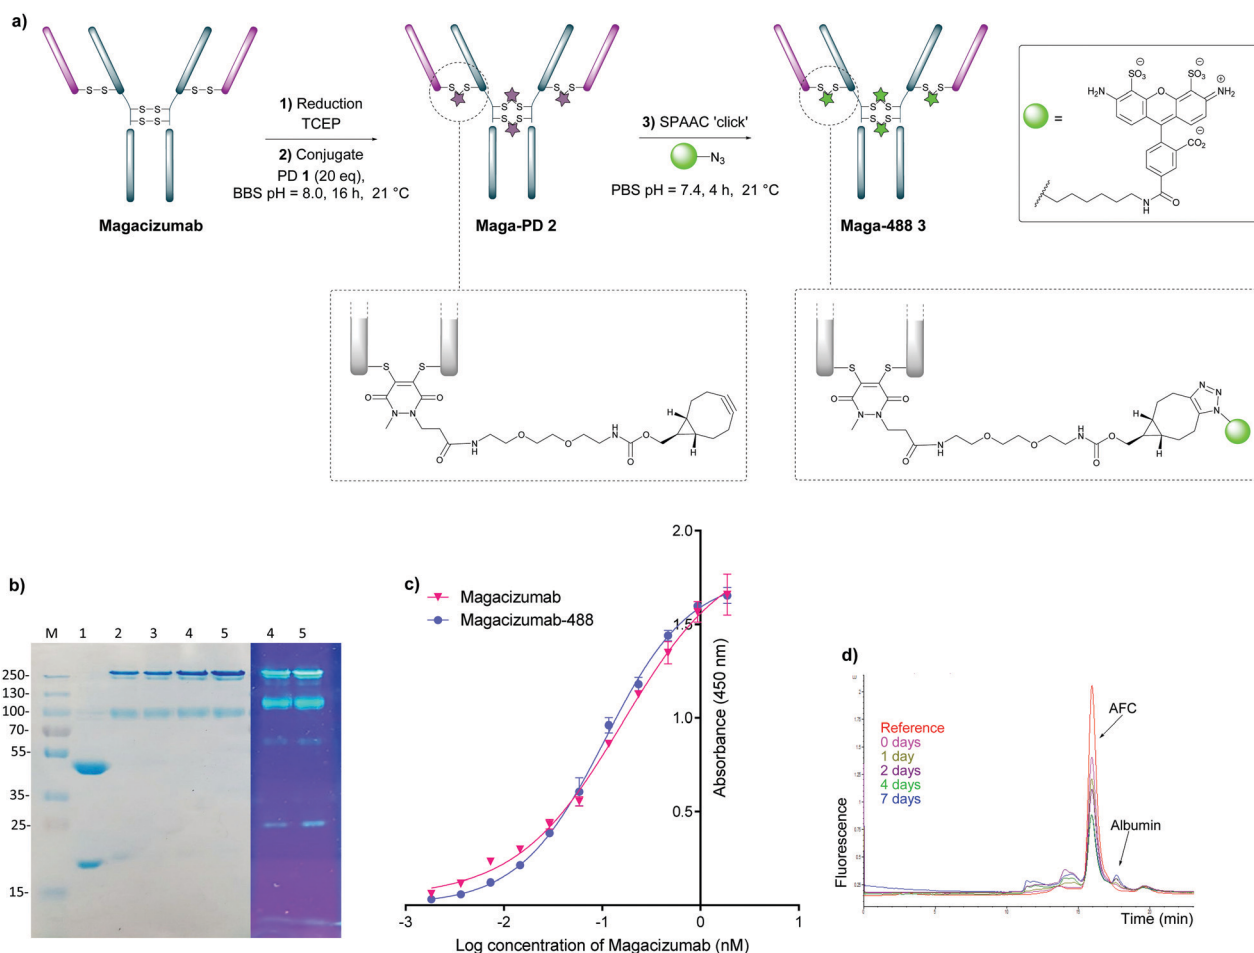 a)
S–S
S–S
S–S
S–S
1) Reduction
TCEP
2) Conjugate
PD 1 (20 eq),
BBS pH = 8.0, 16 h, 21 °C
Magacizumab
S S
S S
S S
S S
Maga-PD 2
3) SPAAC 'click'
N3
PBS pH = 7.4, 4 h, 21 °C
S S
S S
S S
S S
Maga-488 3
=
SO3 ⊖
SO3 ⊖
H2N
O
NH2 ⊕
CO2 ⊖
N
H
O
S S
O O
N N
O
N
H
O
O
H
N
O
O
H
H
S S
O O
N N
O
N
H
O
O
H
N
O
O
H
H
N
N
N
b)
M 1 2 3 4 5 4 5
250-
130-
100-
70-
55-
35-
25-
15-
c)
Magacizumab
Magacizumab-488
2.0
1.5
1.0
0.5
Absorbance (450 nm)
-3 -2 -1 0 1
Log concentration of Magacizumab (nM)
d)
Reference
0 days
1 day
2 days
4 days
7 days
AFC
Albumin
Fluorescence
Time (min)